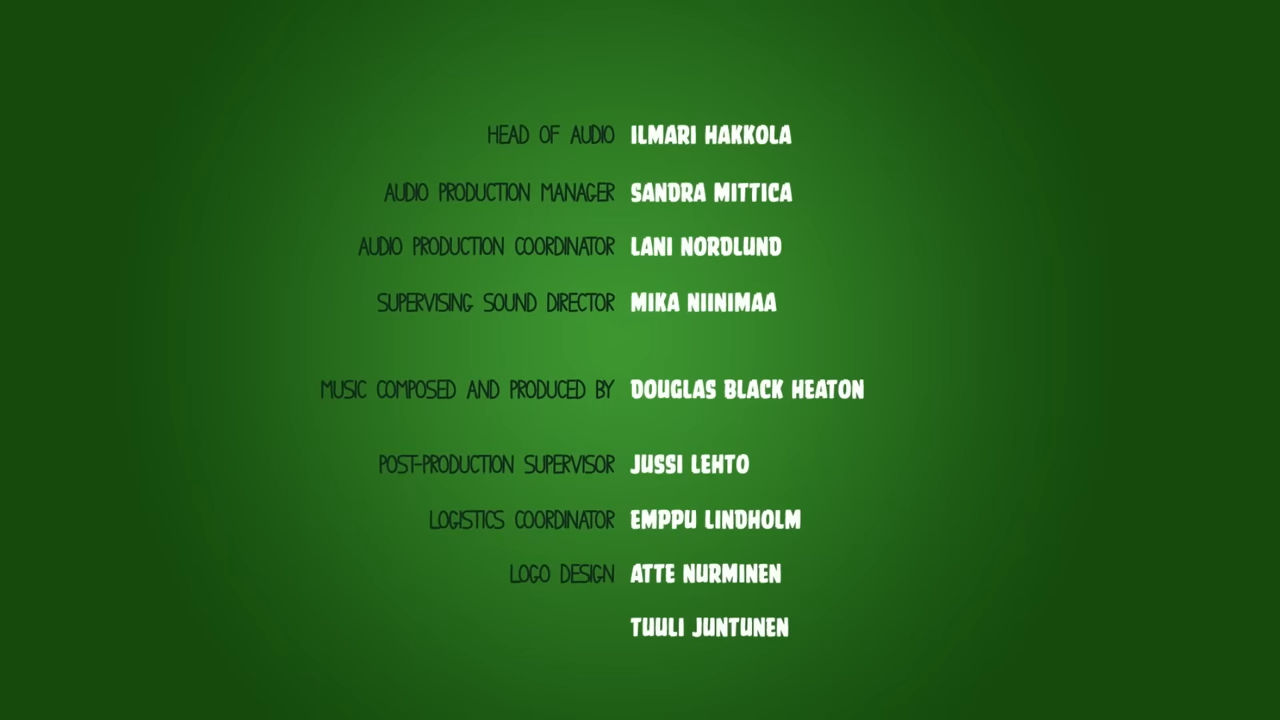 HEAD OF AUDIO ILMARI HAKKOLA
AUDIO PRODUCTION MANAGER SANDRA MITTICA
AUDIO PRODUCTION COORDINATOR LANI NORDLUND
SUPERVISING SOUND DIRECTOR MIKA NIINIMAA
MUSIC COMPOSED AND PRODUCED BY DOUGLAS BLACK HEATON
POST-PRODUCTION SUPERVISOR JUSSI LEHTO
LOGISTICS COORDINATOR EMPPU LINDHOLM
LOGO DESIGN ATTE NURMINEN
TUULI JUNTUNEN